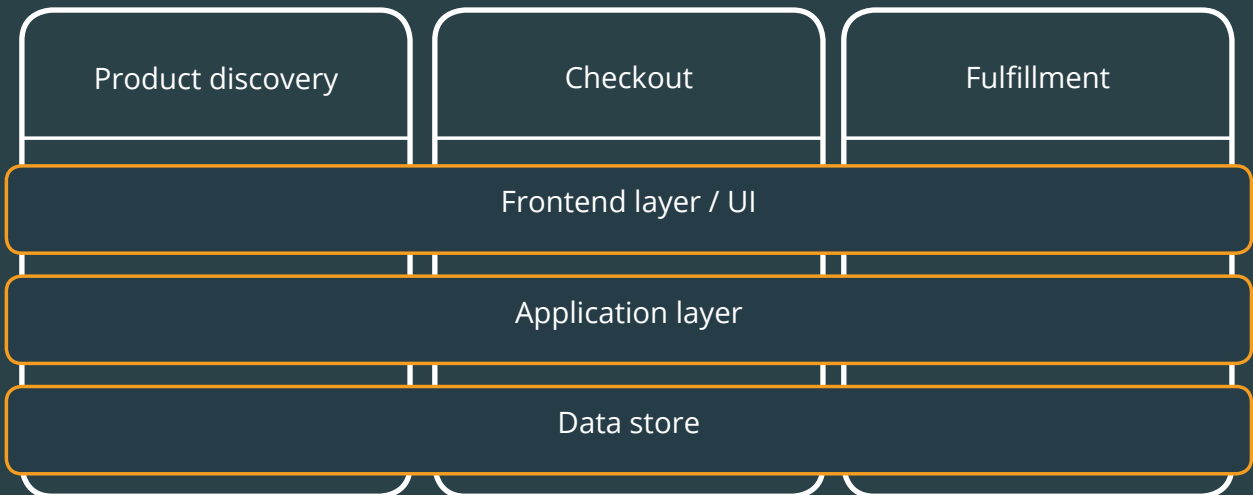 Product discovery
Checkout
Fulfillment
Frontend layer / UI
Application layer
Data store